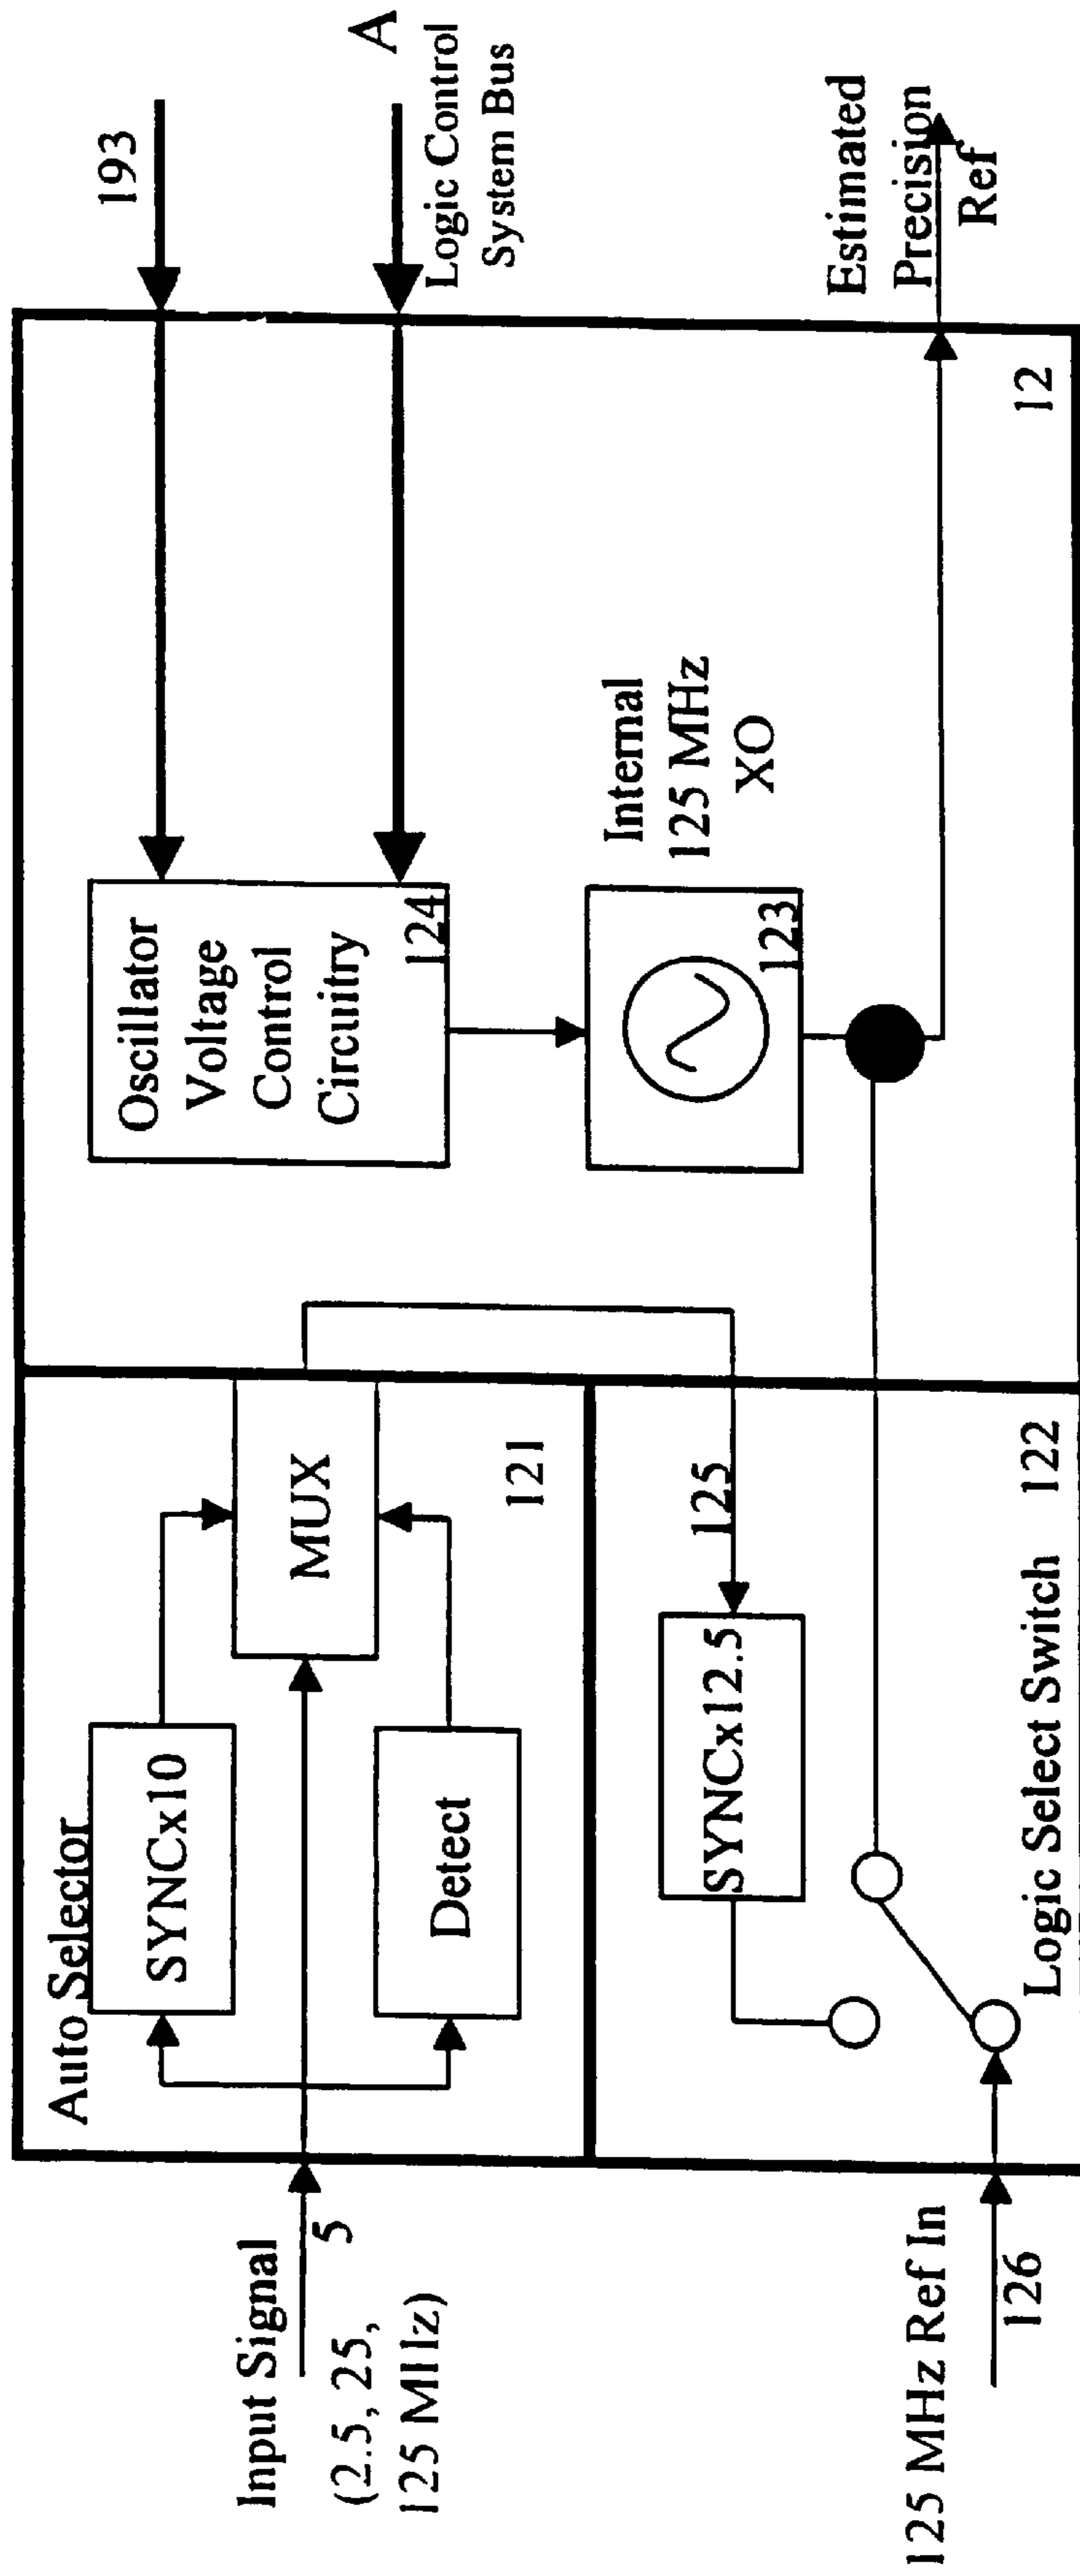 Auto Selector
SYNCx10
MUX
Detect
121
Input Signal
5
(2.5, 25,
125 MHz)
125 MHz Ref In
126
125
SYNCx12.5
Logic Select Switch 122
Oscillator
Voltage
Control
Circuitry
124
Internal
125 MHz
XO
123
193
A
Logic Control
System Bus
Estimated
Precision
Ref
12